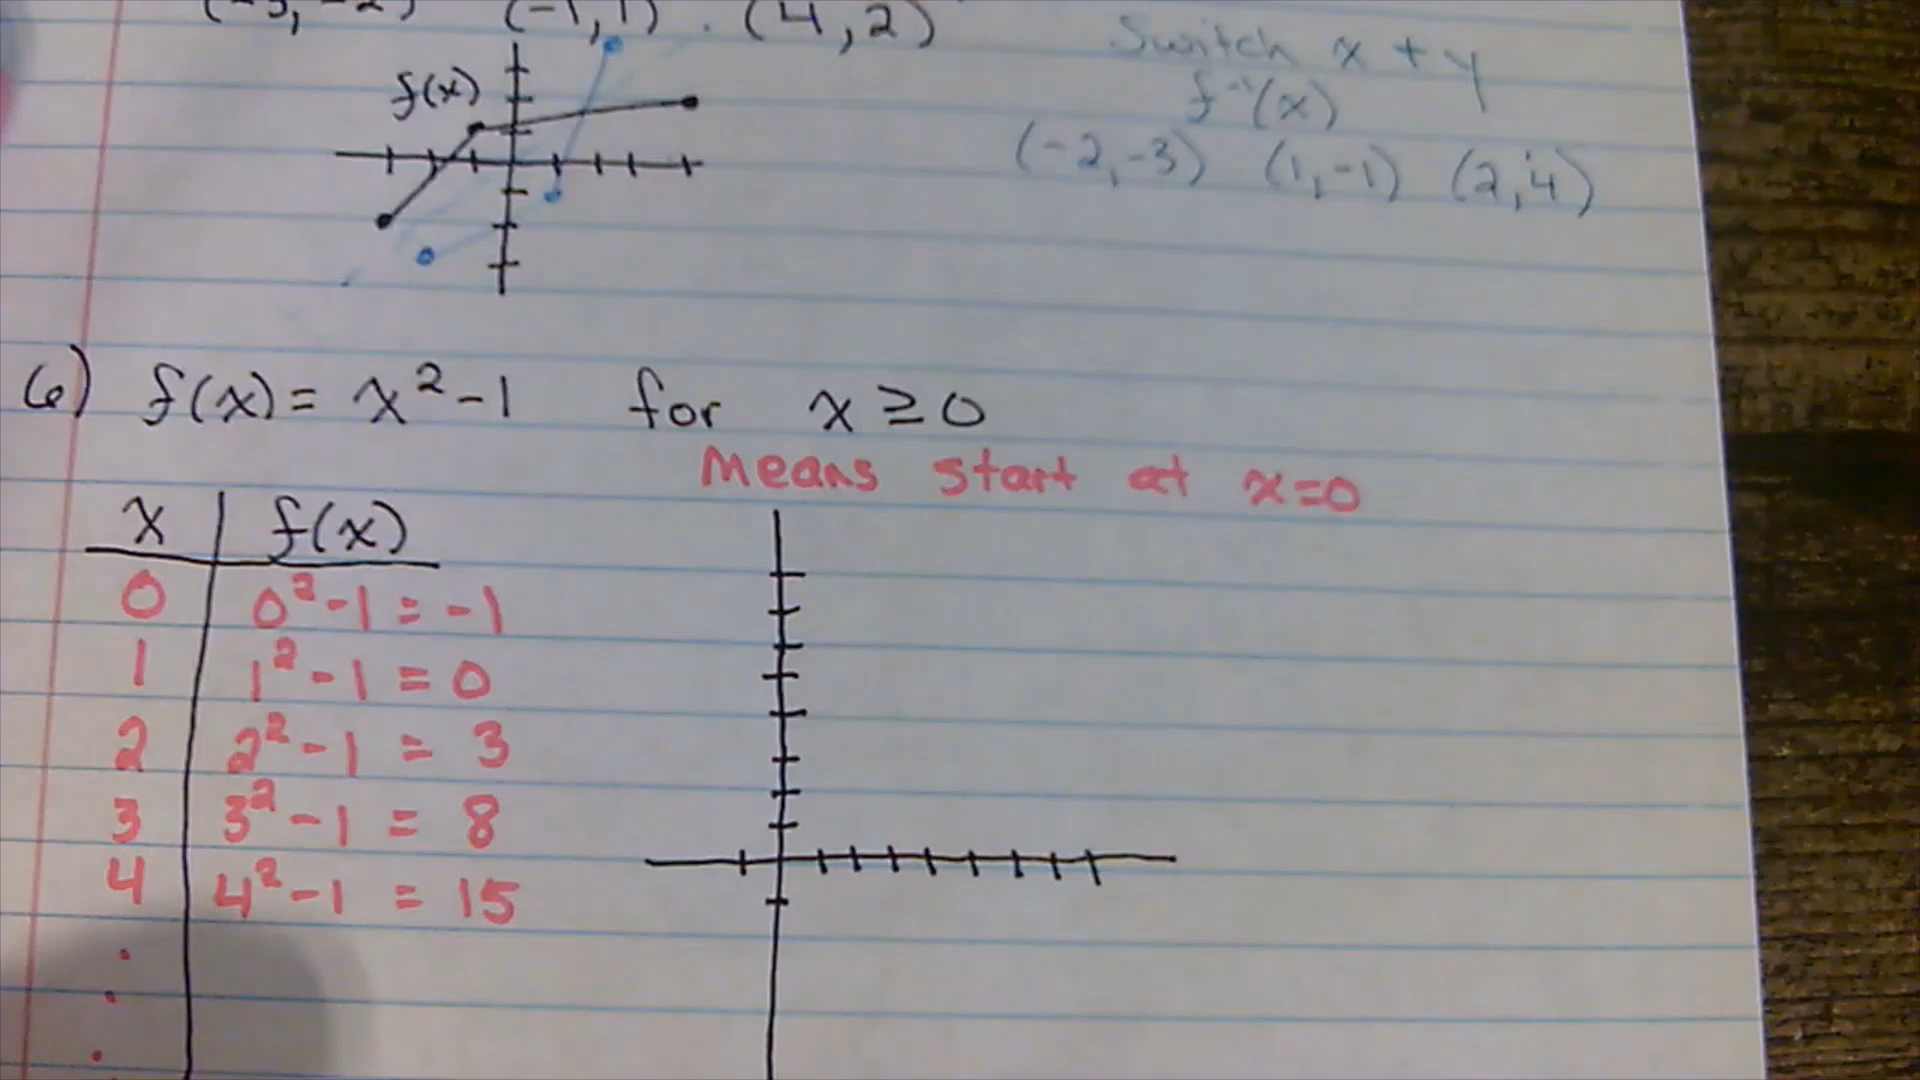 (-3, -2) (-1, 1) . (4, 2)
Switch x + y
f(x)
f⁻¹(x)
(-2, -3) (1, -1) (2, 4)
6) f(x) = x² - 1 for x ≥ 0
Means start at x = 0
x f(x)
0 0² - 1 = -1
1 1² - 1 = 0
2 2² - 1 = 3
3 3² - 1 = 8
4 4² - 1 = 15
.
.
.